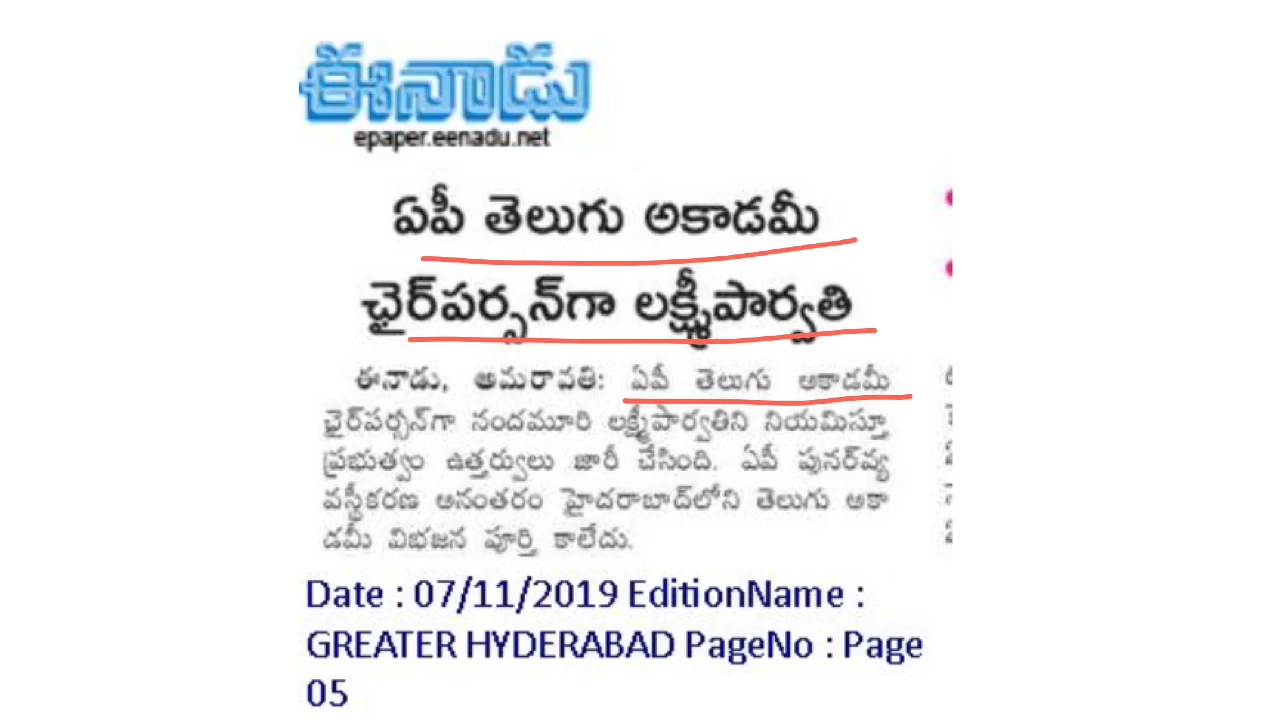 ఈనాడు
epaper.eenadu.net
ఏపీ తెలుగు అకాడమీ
ఛైర్‌పర్సన్‌గా లక్ష్మీపార్వతి
ఈనాడు, అమరావతి: ఏపీ తెలుగు అకాడమీ
ఛైర్‌పర్సన్‌గా నందమూరి లక్ష్మీపార్వతిని నియమిస్తూ
ప్రభుత్వం ఉత్తర్వులు జారీ చేసింది. ఏపీ పునర్‌వ్య
వస్థీకరణ అనంతరం హైదరాబాద్‌లోని తెలుగు అకా
డమీ విభజన పూర్తి కాలేదు.
Date : 07/11/2019 EditionName :
GREATER HYDERABAD PageNo : Page
05